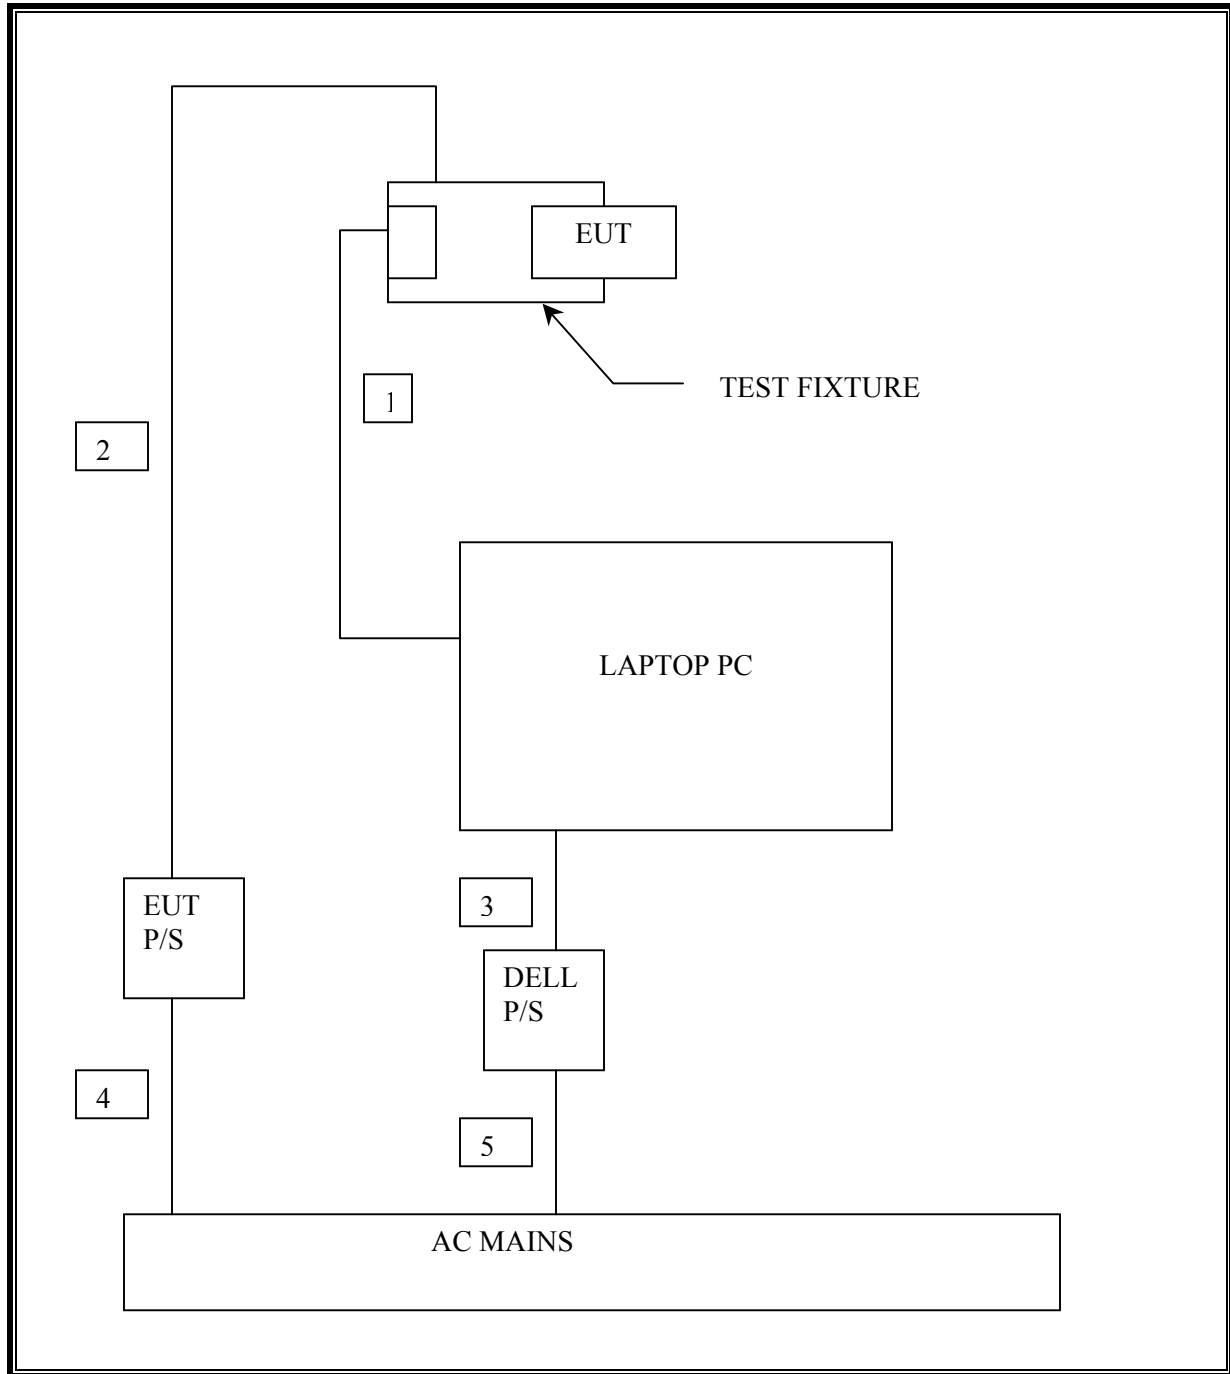 EUT
1
TEST FIXTURE
2
LAPTOP PC
EUT
P/S
3
DELL
P/S
4
5
AC MAINS